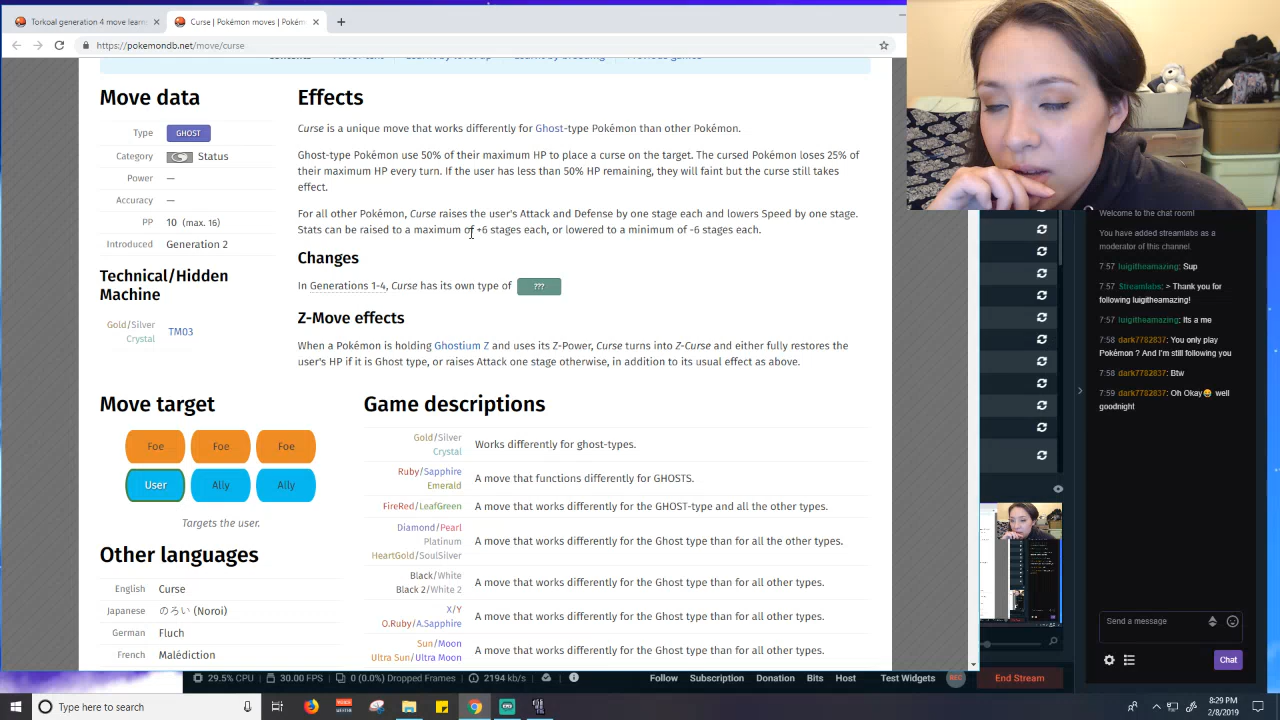 Torkoal generation 4 move learn
Curse | Pokémon moves | Pokém
https://pokemondb.net/move/curse
Move data
Type GHOST
Category Status
Power —
Accuracy —
PP 10 (max. 16)
Introduced Generation 2
Technical/Hidden
Machine
Gold/Silver
Crystal
TM03
Effects
Curse is a unique move that works differently for Ghost-type Pokémon than other Pokémon.
Ghost-type Pokémon use 50% of their maximum HP to place a curse on the target. The cursed Pokémon loses 25% of
their maximum HP every turn. If the user has less than 50% HP remaining, they will faint but the curse still takes
effect.
For all other Pokémon, Curse raises the user's Attack and Defense by one stage each and lowers Speed by one stage.
Stats can be raised to a maximum of +6 stages each, or lowered to a minimum of -6 stages each.
Changes
In Generations 1-4, Curse has its own type of ???
Z-Move effects
When a Pokémon is holding Ghostium Z and uses its Z-Power, Curse turns into Z-Curse and either fully restores the
user's HP if it is Ghost type, or raises Attack one stage otherwise, in addition to its usual effect as above.
Move target
Foe Foe Foe
User Ally Ally
Targets the user.
Other languages
English Curse
Japanese のろい (Noroi)
German Fluch
French Malédiction
Game descriptions
Gold/Silver
Crystal
Works differently for ghost-types.
Ruby/Sapphire
Emerald
A move that functions differently for GHOSTS.
FireRed/LeafGreen A move that works differently for the GHOST-type and all the other types.
Diamond/Pearl
Platinum
HeartGold/SoulSilver
A move that works differently for the Ghost type than for all the other types.
Black/White
Black 2/White 2
A move that works differently for the Ghost type than for all other types.
X/Y
O.Ruby/A.Sapphire
A move that works differently for the Ghost type than for all other types.
Sun/Moon
Ultra Sun/Ultra Moon
A move that works differently for the Ghost type than for all other types.
Welcome to the chat room!
You have added streamlabs as a
moderator of this channel.
7:57 luigitheamazing: Sup
7:57 Streamlabs: > Thank you for
following luigitheamazing!
7:57 luigitheamazing: Its a me
7:58 dark7782837: You only play
Pokémon ? And I'm still following you
7:58 dark7782837: Btw
7:59 dark7782837: Oh Okay😄 well
goodnight
Send a message
Chat
29.5% CPU 30.00 FPS 0 (0.0%) Dropped Frames 2194 kb/s
Follow Subscription Donation Bits Host Test Widgets REC End Stream
Type here to search
8:29 PM
2/8/2019